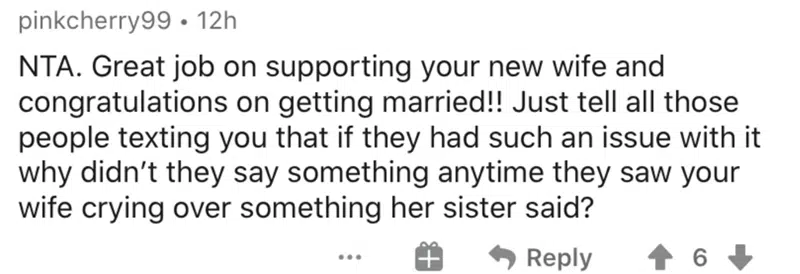 pinkcherry99 • 12h
NTA. Great job on supporting your new wife and
congratulations on getting married!! Just tell all those
people texting you that if they had such an issue with it
why didn’t they say something anytime they saw your
wife crying over something her sister said?
... Reply 6